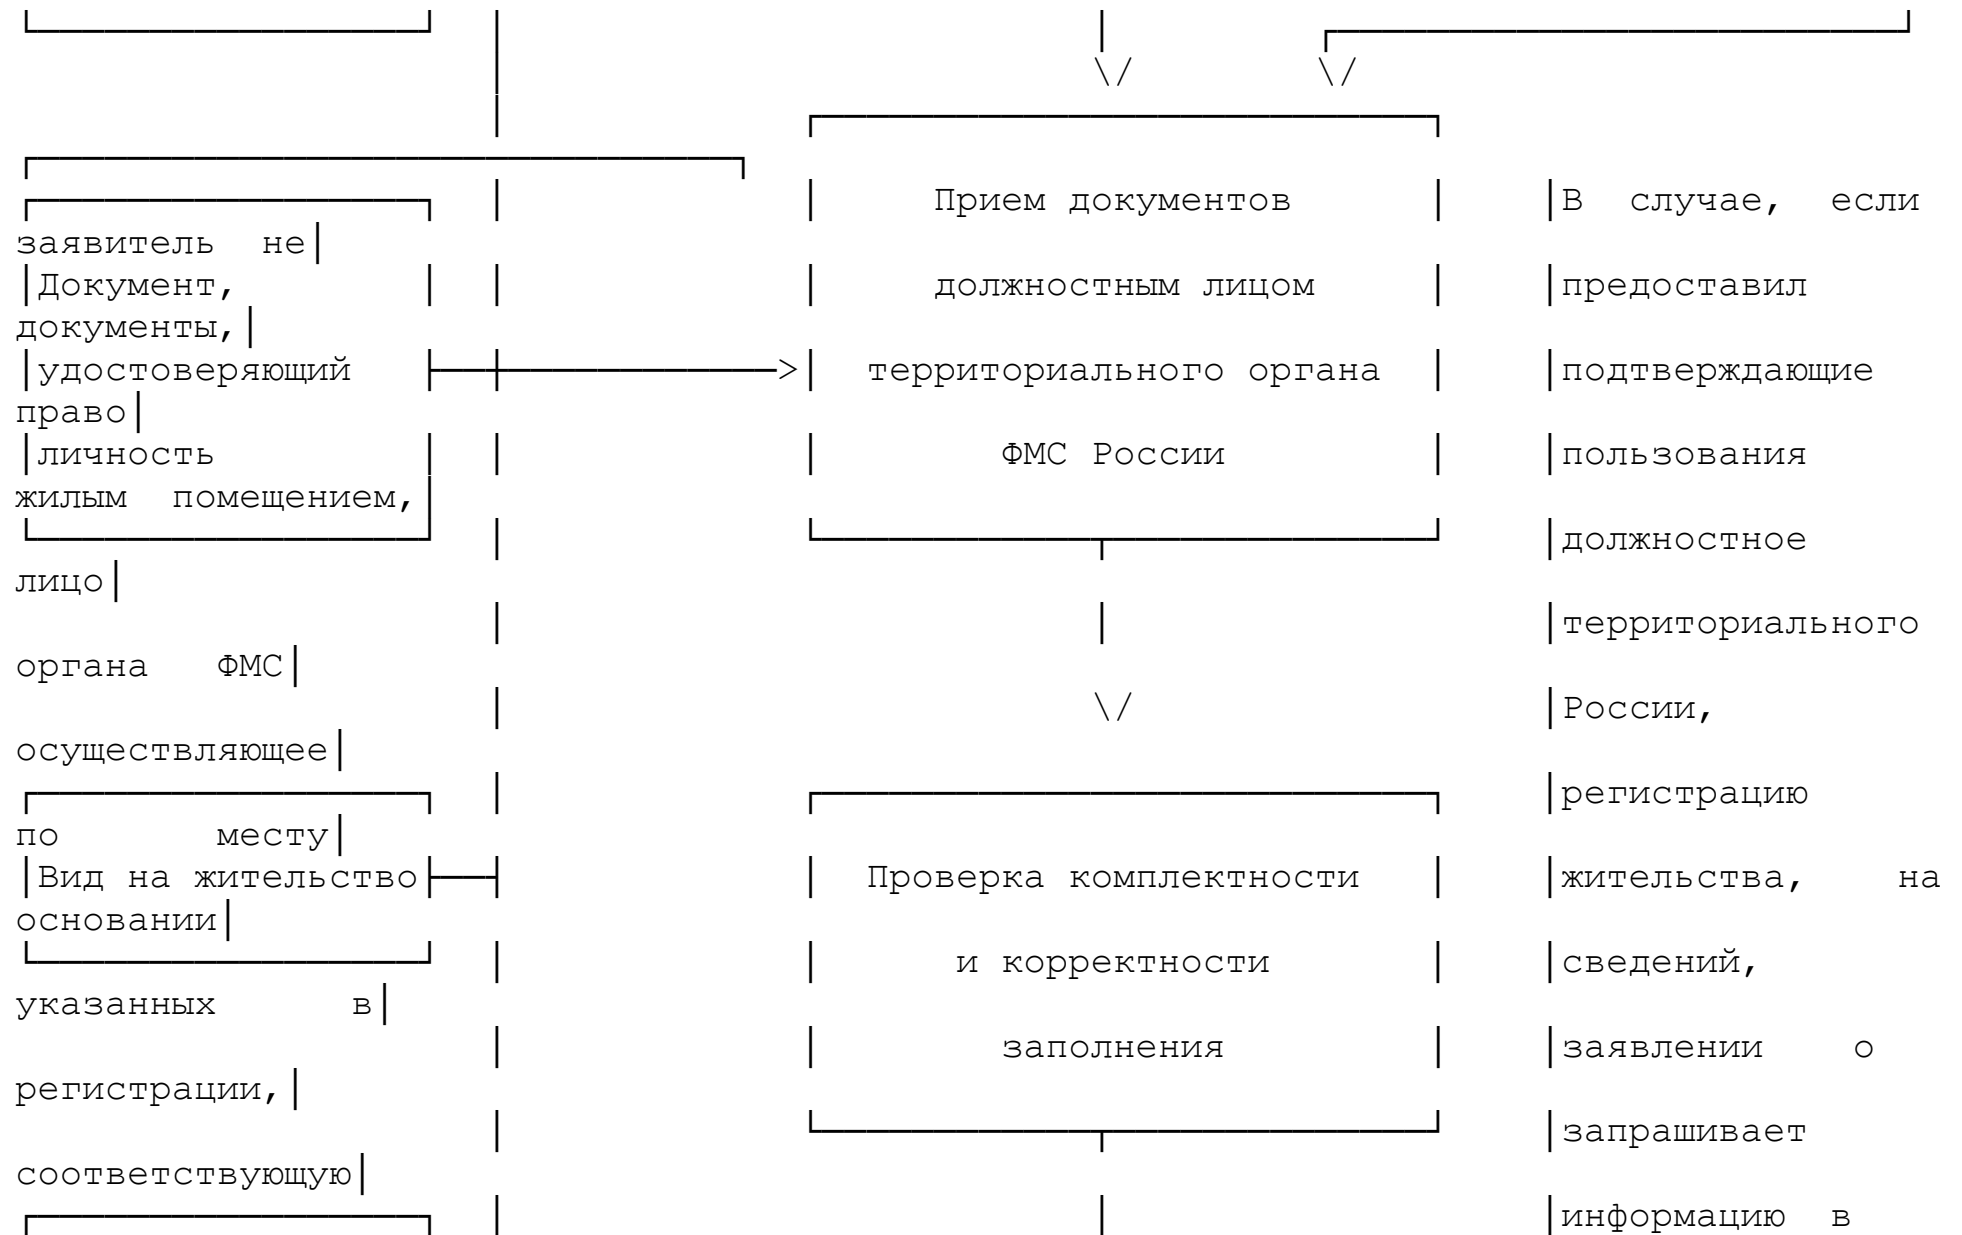 Прием документов В случае, если
заявитель не
Документ, должностным лицом предоставил
документы,
удостоверяющий территориального органа подтверждающие
право
личность ФМС России пользования
жилым помещением,
должностное
лицо
территориального
органа ФМС
России,
осуществляющее
регистрацию
по месту
Вид на жительство Проверка комплектности жительства, на
основании
и корректности сведений,
указанных в
заполнения заявлении о
регистрации,
запрашивает
соответствующую
информацию в